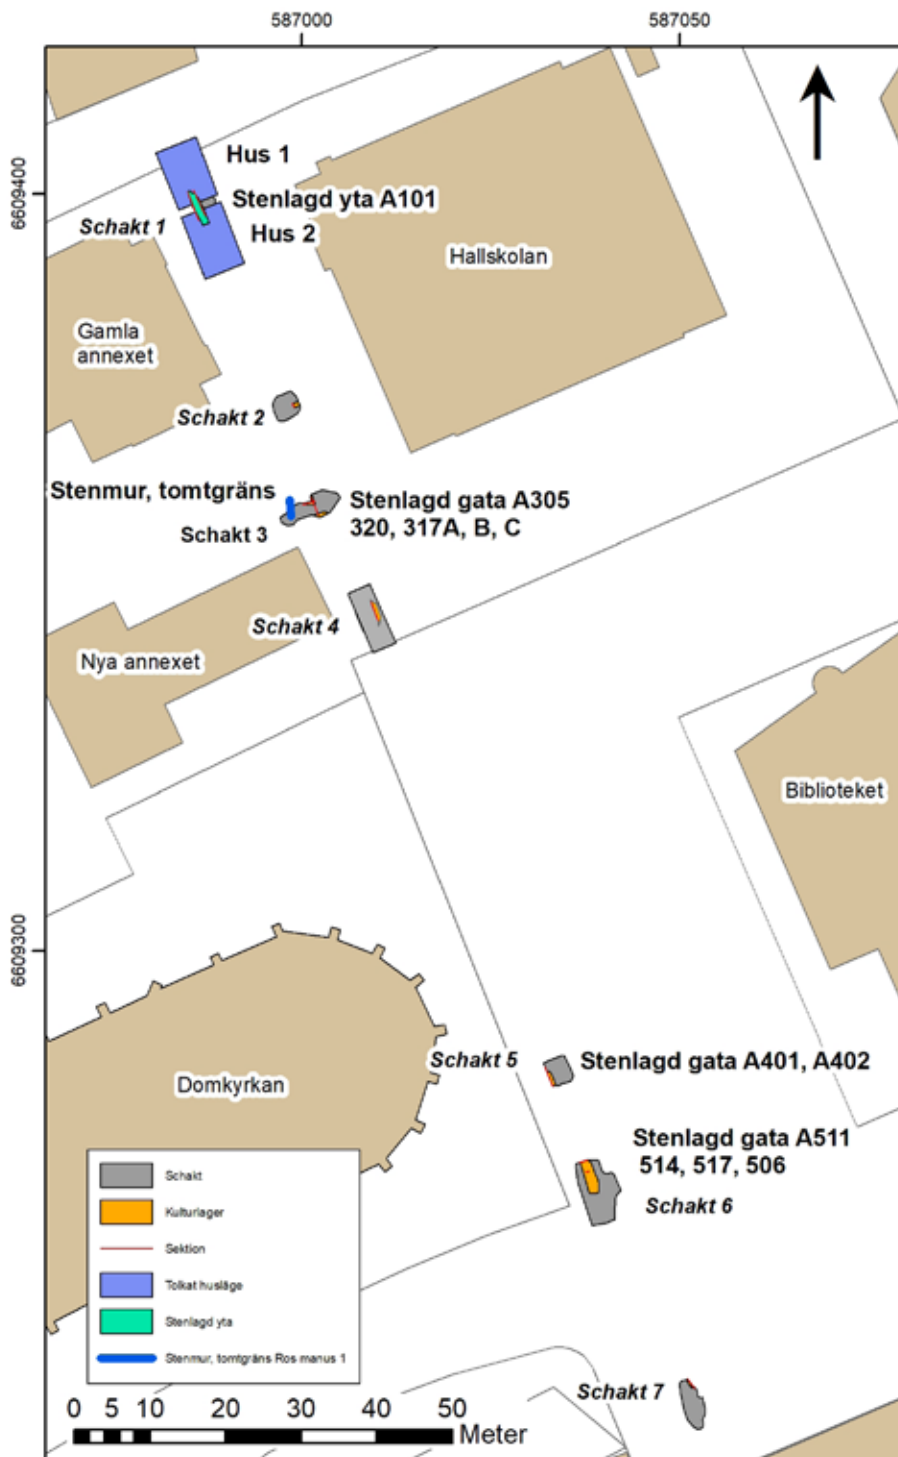 587000
587050
6609400
Hus 1
Stenlagd yta A101
Schakt 1
Hus 2
Hallskolan
Gamla
annexet
Schakt 2
Stenmur, tomtgräns
Stenlagd gata A305
320, 317A, B, C
Schakt 3
Schakt 4
Nya annexet
Biblioteket
6609300
Schakt 5
Stenlagd gata A401, A402
Domkyrkan
Stenlagd gata A511
514, 517, 506
Schakt 6
Schakt
Kulturlager
Sektion
Tolkat husläge
Stenlagd yta
Stenmur, tomtgräns Ros manus 1
Schakt 7
0 5 10 20 30 40 50
Meter